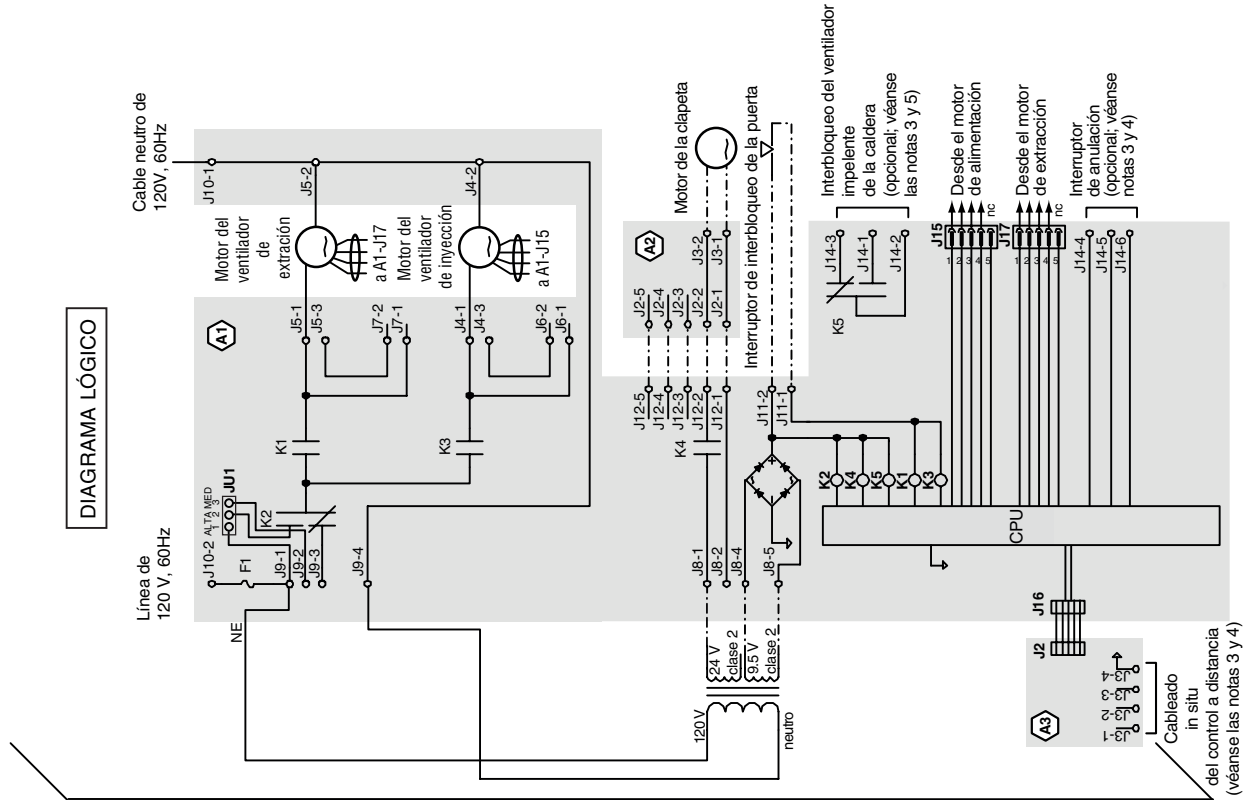 DIAGRAMA LÓGICO
Cable neutro de
120V, 60Hz
Línea de
120 V, 60Hz
J10-1
J5-2
J4-2
Motor del
ventilador
de
extración
a A1-J17
Motor del
ventilador
de inyección
a A1-J15
A1
J5-1
J5-3
J7-2
J7-1
J4-1
J4-3
J6-2
J6-1
K1
K3
JU1
ALTA MED
1 2 3
K2
J10-2
F1
J9-1
J9-2
J9-3
J9-4
NE
Motor de la clapeta
A2
J3-2
J3-1
J2-5
J2-4
J2-3
J2-2
J2-1
Interruptor de interbloqueo de la puerta
J12-5
J12-4
J12-3
J12-2
J12-1
J11-2
J11-1
K4
J8-1
J8-2
J8-4
J8-5
24 V
clase 2
9.5 V
clase 2
120 V
neutro
Interbloqueo del ventilador
impelente
de la caldera
(opcional; véanse
las notas 3 y 5)
J14-3
J14-1
J14-2
K5
Desde el motor
de alimentación
nc
J15
1
2
3
4
5
Desde el motor
de extracción
nc
J17
1
2
3
4
5
Interruptor
de anulación
(opcional; véanse
notas 3 y 4)
J14-4
J14-5
J14-6
K2
K4
K5
K1
K3
CPU
J16
J2
A3
J3-4
J3-3
J3-2
J3-1
Cableado
in situ
del control a distancia
(véanse las notas 3 y 4)